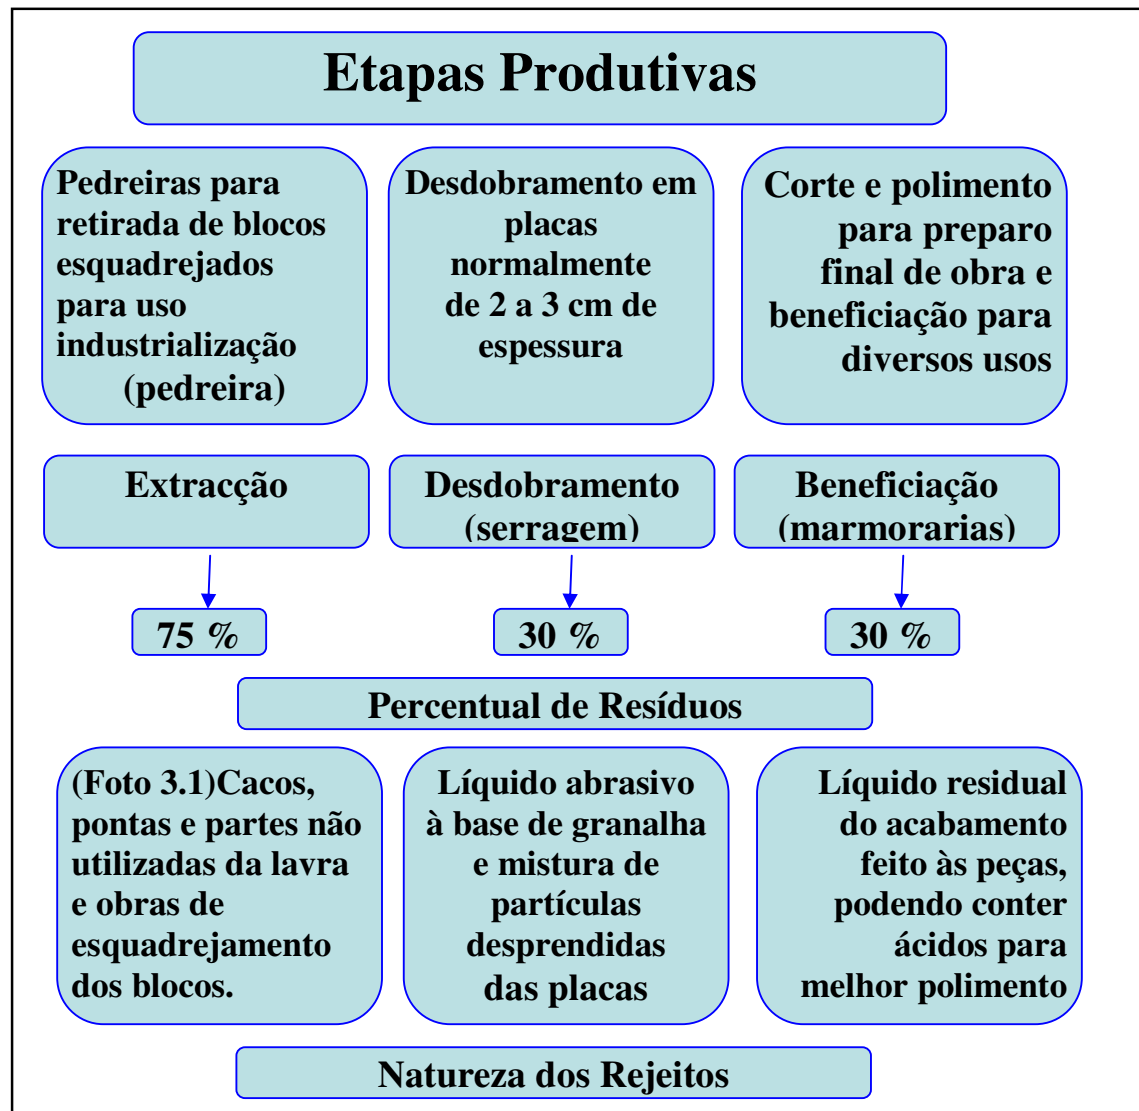 Etapas Produtivas
Pedreiras para
retirada de blocos
esquadrejados
para uso
industrialização
(pedreira)
Desdobramento em
placas
normalmente
de 2 a 3 cm de
espessura
Corte e polimento
para preparo
final de obra e
beneficiação para
diversos usos
Extracção
Desdobramento
(serragem)
Beneficiação
(marmorarias)
75 %
30 %
30 %
Percentual de Resíduos
(Foto 3.1)Cacos,
pontas e partes não
utilizadas da lavra
e obras de
esquadrejamento
dos blocos.
Líquido abrasivo
à base de granalha
e mistura de
partículas
desprendidas
das placas
Líquido residual
do acabamento
feito às peças,
podendo conter
ácidos para
melhor polimento
Natureza dos Rejeitos